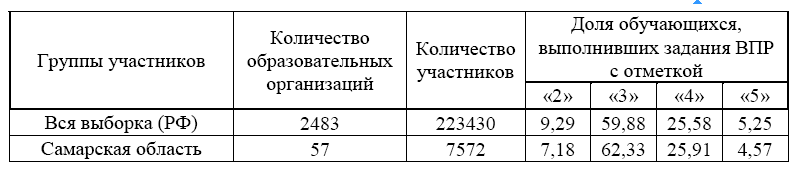 Группы участников
Количество
образовательных
организаций
Количество
участников
Доля обучающихся,
выполнивших задания ВПР
с отметкой
«2» «3» «4» «5»
Вся выборка (РФ) 2483 223430 9,29 59,88 25,58 5,25
Самарская область 57 7572 7,18 62,33 25,91 4,57